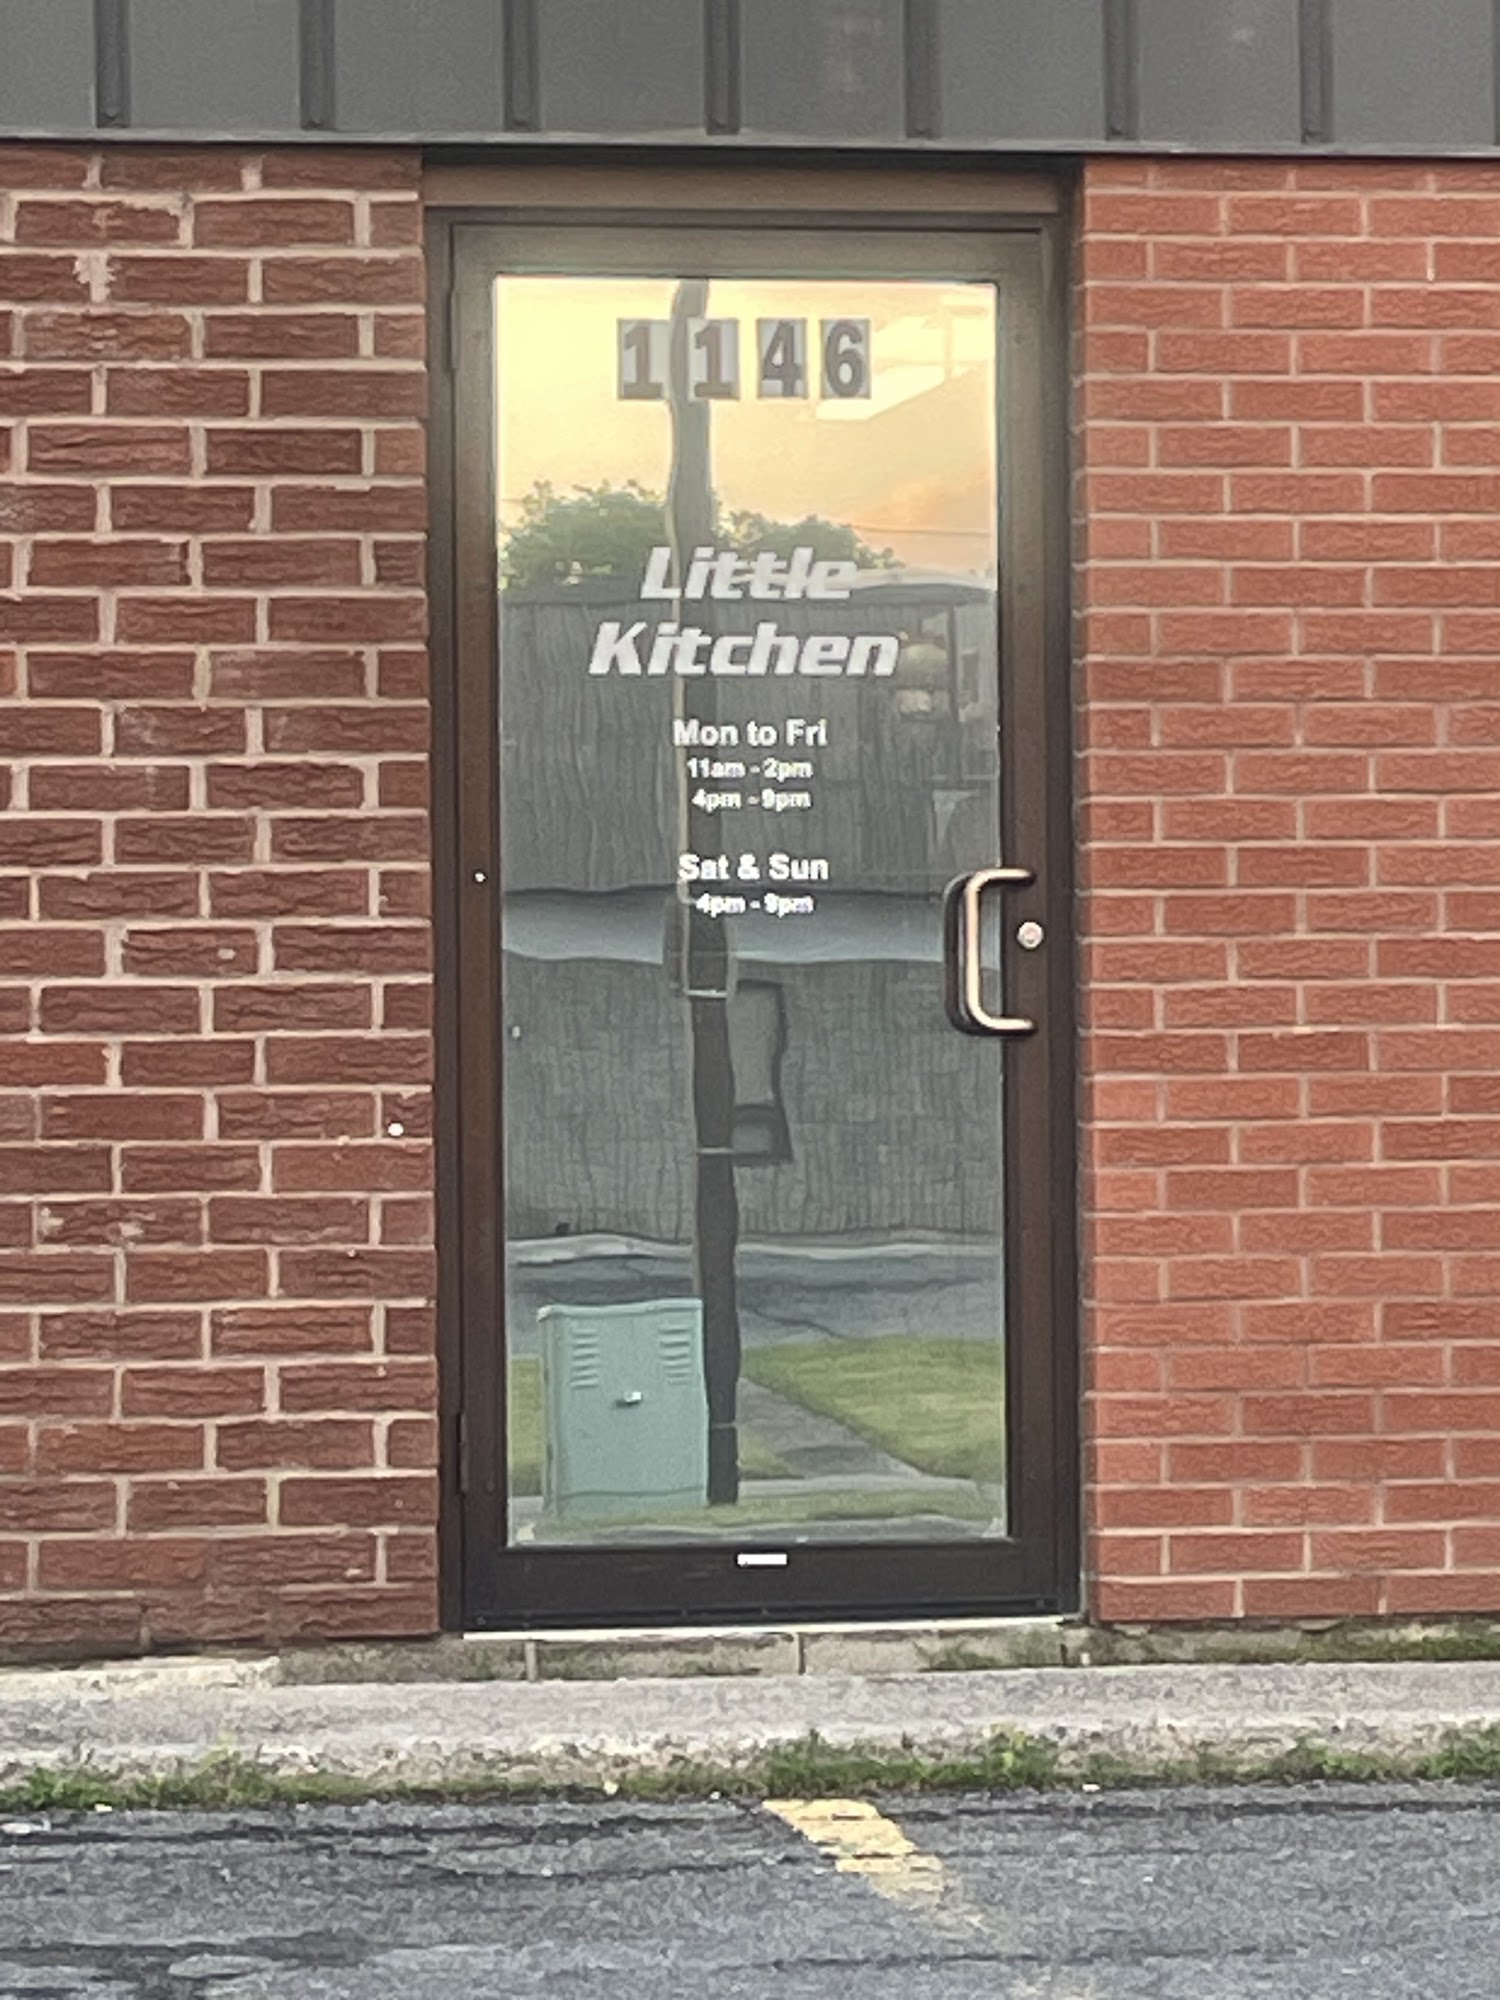 1146
Little
Kitchen
Mon to Fri
11am - 2pm
4pm - 9pm
Sat & Sun
4pm - 9pm